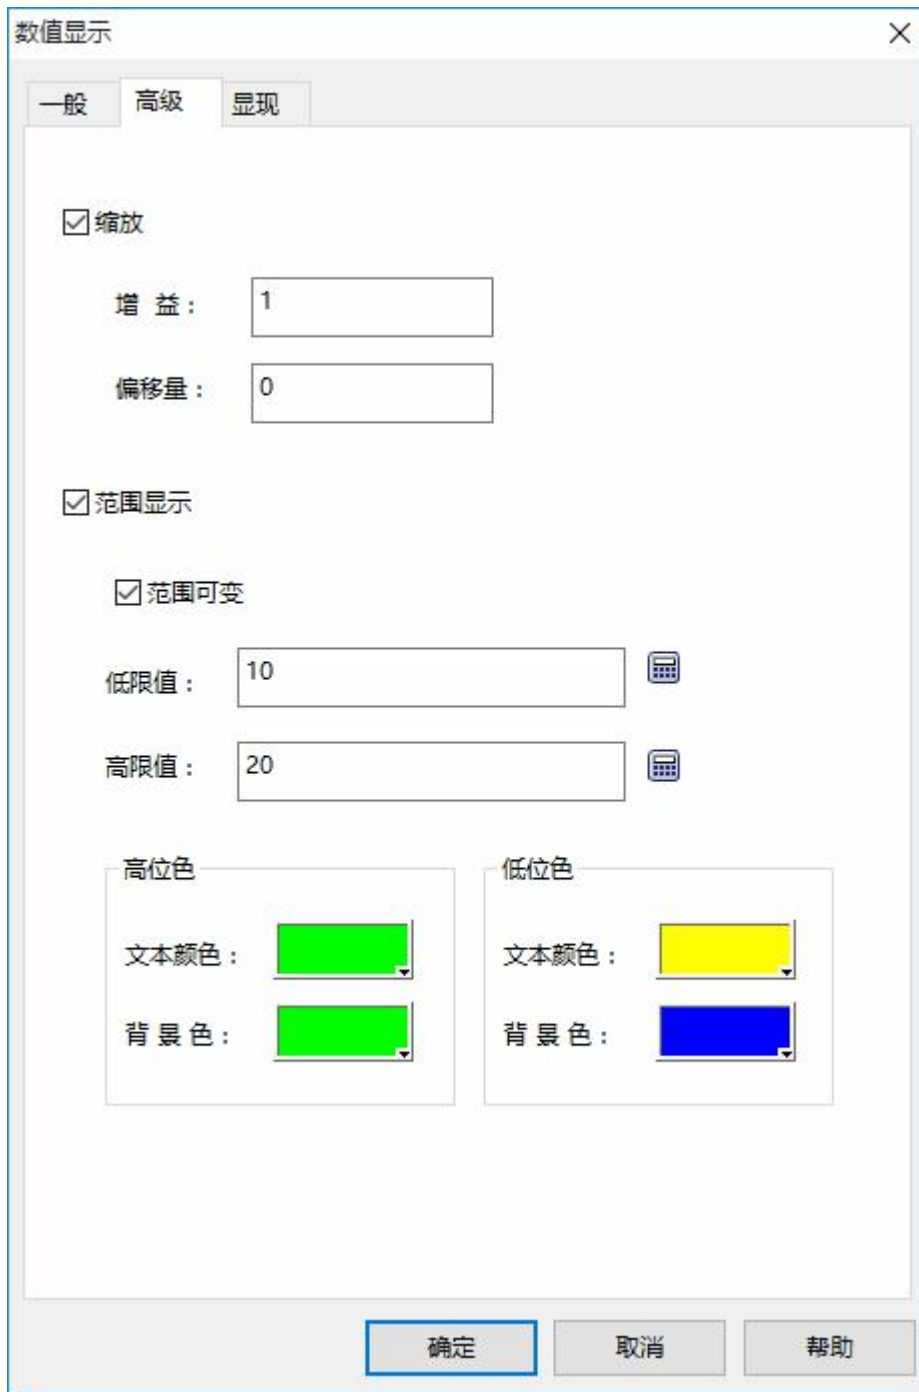 数值显示
一般 高级 显现
缩放
增 益： 1
偏移量： 0
范围显示
范围可变
低限值： 10
高限值： 20
高位色 低位色
文本颜色： 文本颜色：
背 景 色： 背 景 色：
确定 取消 帮助